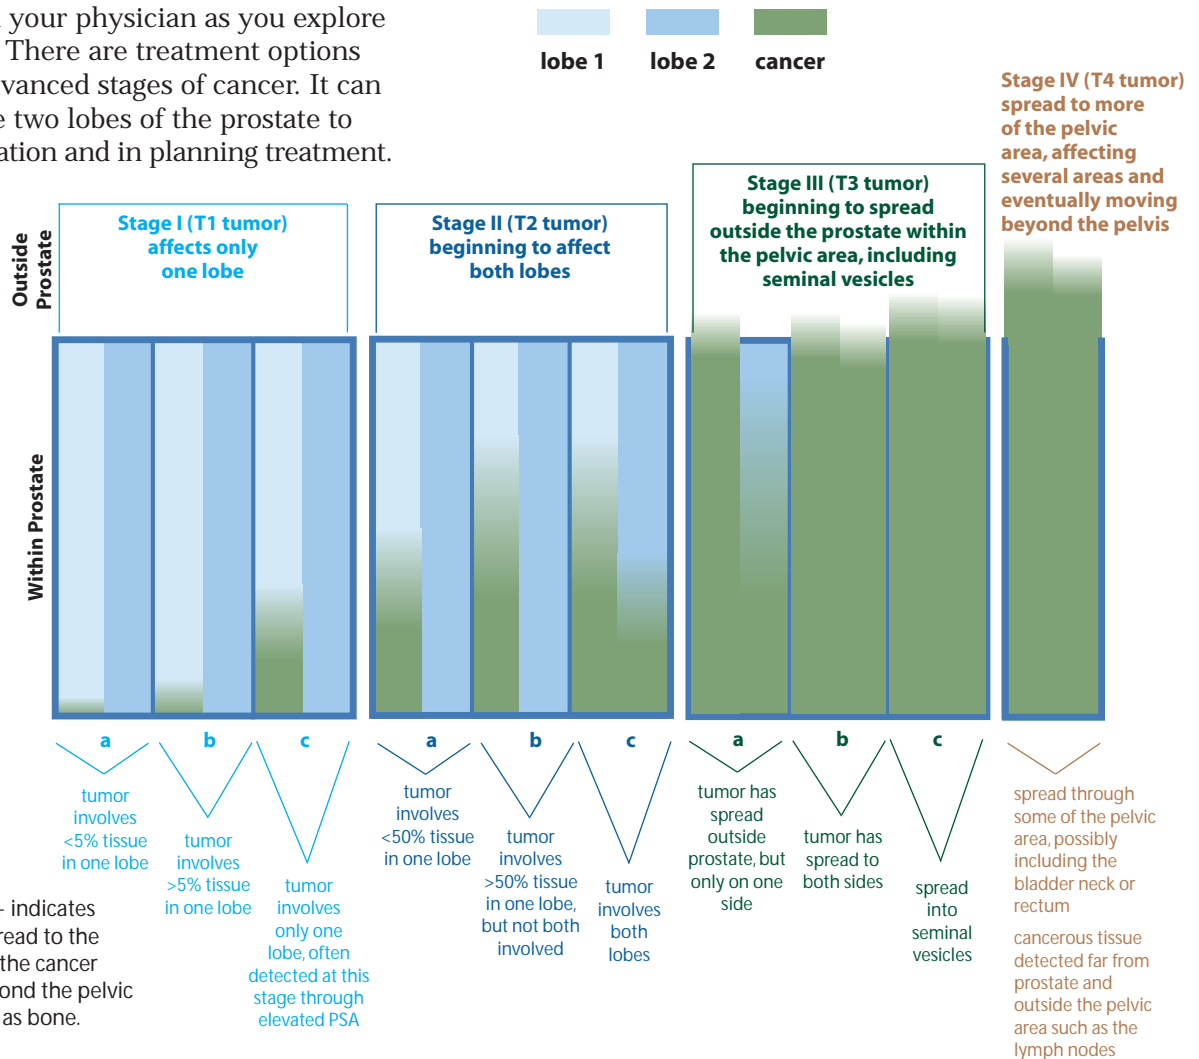 your physician as you explore
There are treatment options
vanced stages of cancer. It can
e two lobes of the prostate to
ation and in planning treatment.
lobe 1
lobe 2
cancer
Stage IV (T4 tumor)
spread to more
of the pelvic
area, affecting
several areas and
eventually moving
beyond the pelvis
Stage III (T3 tumor)
beginning to spread
outside the prostate within
the pelvic area, including
seminal vesicles
Stage I (T1 tumor)
affects only
one lobe
Stage II (T2 tumor)
beginning to affect
both lobes
Outside
Prostate
Within Prostate
a
b
c
a
b
c
a
b
c
tumor
involves
<5% tissue
in one lobe
tumor
involves
>5% tissue
in one lobe
tumor
involves
only one
lobe, often
detected at this
stage through
elevated PSA
tumor
involves
<50% tissue
in one lobe
tumor
involves
>50% tissue
in one lobe,
but not both
involved
tumor
involves
both
lobes
tumor has
spread
outside
prostate, but
only on one
side
tumor has
spread to
both sides
spread
into
seminal
vesicles
spread through
some of the pelvic
area, possibly
including the
bladder neck or
rectum
cancerous tissue
detected far from
prostate and
outside the pelvic
area such as the
lymph nodes
- indicates
read to the
the cancer
ond the pelvic
as bone.